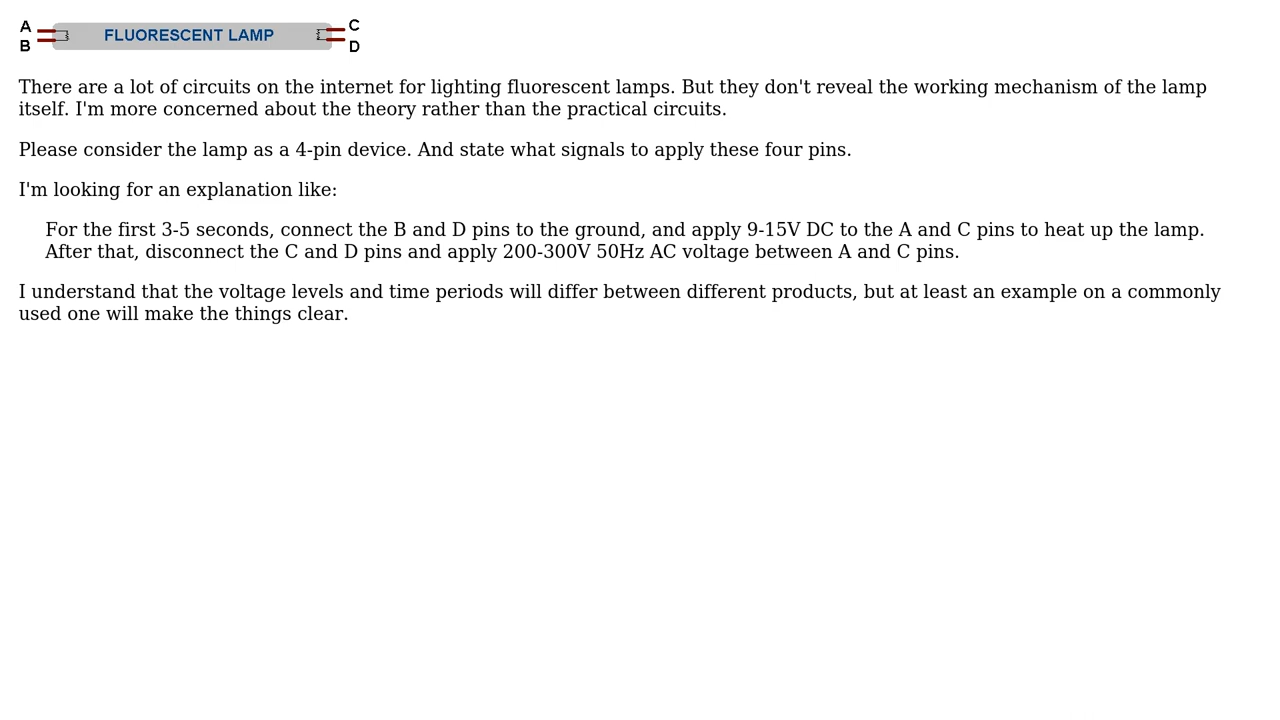 A
B
FLUORESCENT LAMP
C
D
There are a lot of circuits on the internet for lighting fluorescent lamps. But they don't reveal the working mechanism of the lamp
itself. I'm more concerned about the theory rather than the practical circuits.
Please consider the lamp as a 4-pin device. And state what signals to apply these four pins.
I'm looking for an explanation like:
For the first 3-5 seconds, connect the B and D pins to the ground, and apply 9-15V DC to the A and C pins to heat up the lamp.
After that, disconnect the C and D pins and apply 200-300V 50Hz AC voltage between A and C pins.
I understand that the voltage levels and time periods will differ between different products, but at least an example on a commonly
used one will make the things clear.